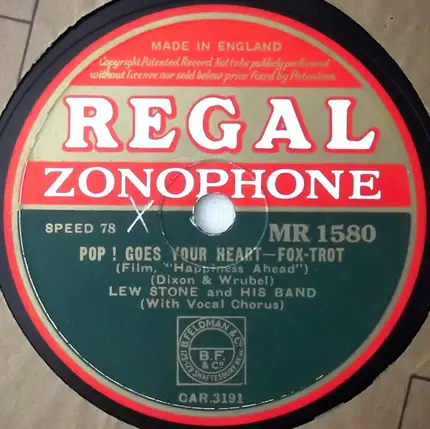 MADE IN ENGLAND
Copyright Patented Record. Not to be publicly performed
without licence nor sold below price fixed by Patentees.
REGAL
ZONOPHONE
SPEED 78 X MR 1580
POP! GOES YOUR HEART—FOX-TROT
(Film, "Happiness Ahead")
(Dixon & Wrubel)
LEW STONE and HIS BAND
(With Vocal Chorus)
B. FELDMAN & Co
B.F.
& Co.
SHAFTESBURY
CAR.3191